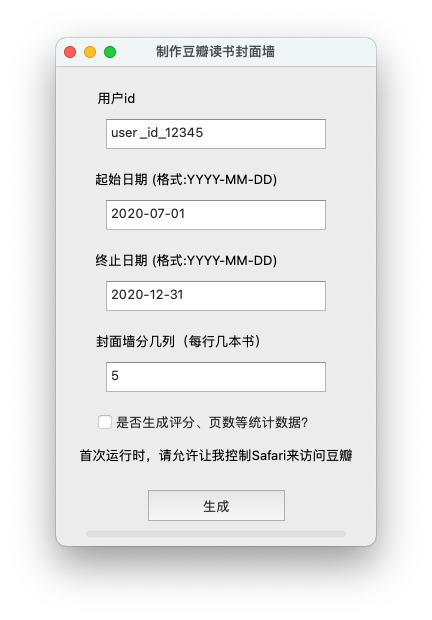 制作豆瓣读书封面墙
用户id
user_id_12345
起始日期 (格式:YYYY-MM-DD)
2020-07-01
终止日期 (格式:YYYY-MM-DD)
2020-12-31
封面墙分几列（每行几本书）
5
是否生成评分、页数等统计数据?
首次运行时，请允许让我控制Safari来访问豆瓣
生成